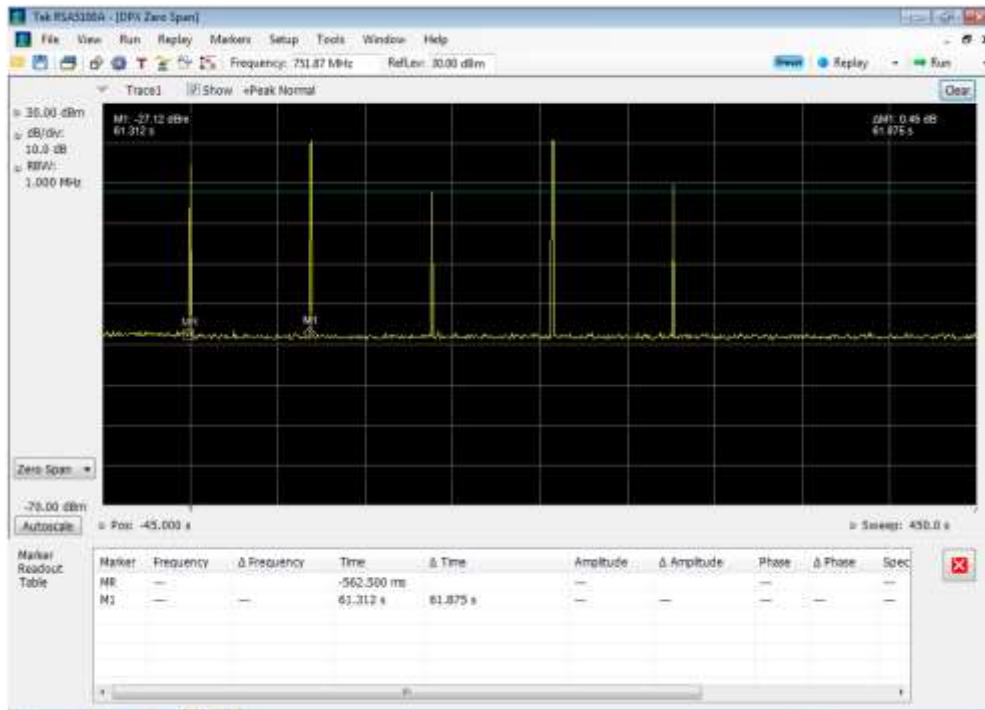 Tek RSA5100A - [DPX Zero Span]
File View Run Replay Markers Setup Tools Window Help
Frequency: 751.87 MHz RefLev: 30.00 dBm Preset Replay Run
Trace1 Show +Peak Normal Clear
30.00 dBm
dB/div:
10.0 dB
RBW:
1.000 MHz
M1: -27.12 dBm
61.312 s
ΔM1: 0.46 dB
61.875 s
MR M1
Zero Span
-70.00 dBm
Autoscale Pos: -45.000 s Sweep: 450.0 s
Marker
Readout
Table
Marker Frequency Δ Frequency Time Δ Time Amplitude Δ Amplitude Phase Δ Phase Spec
MR --- -562.500 ms --- --- ---
M1 --- --- 61.312 s 61.875 s --- --- --- --- ---